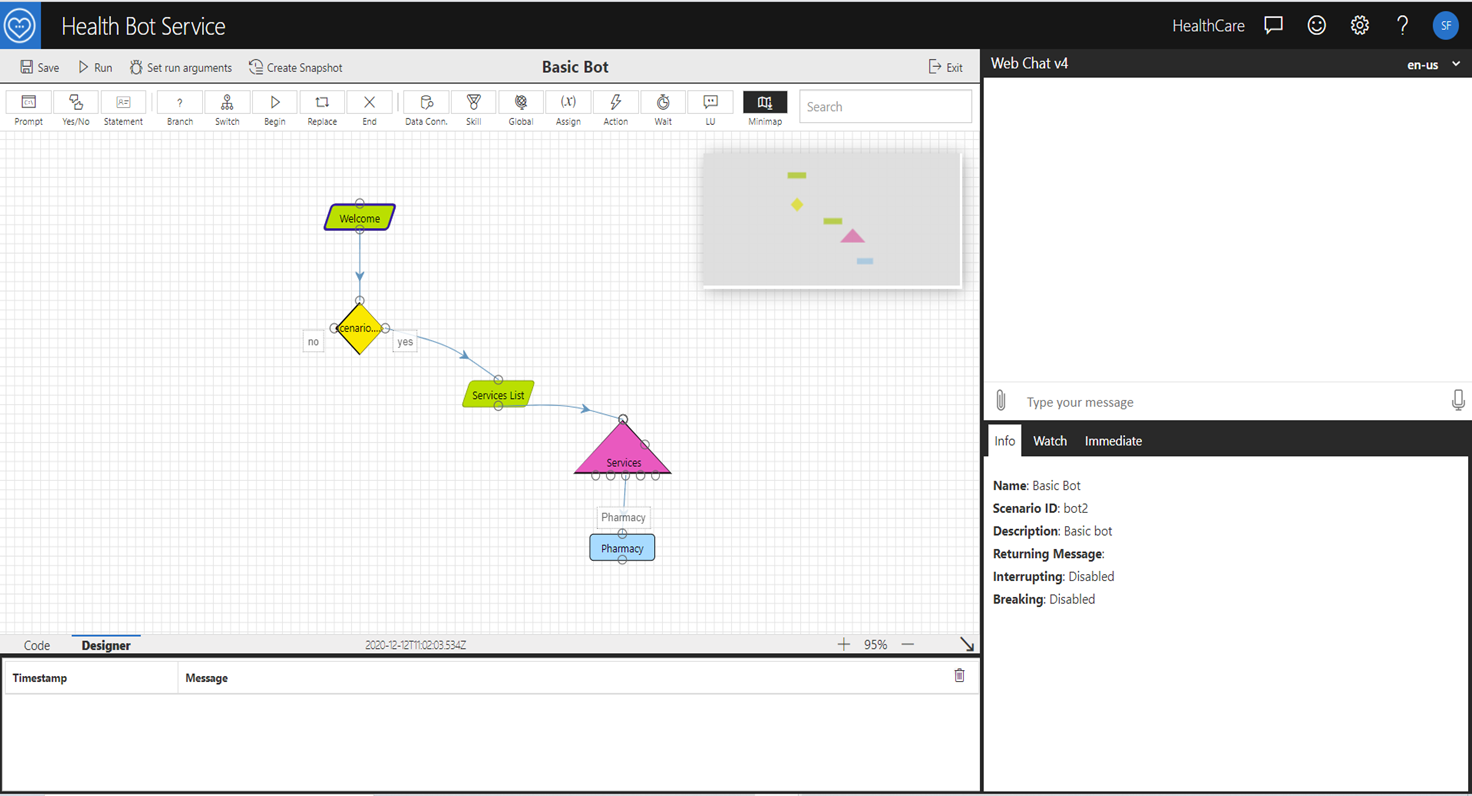 Health Bot Service
HealthCare
?
SF
Save
Run
Set run arguments
Create Snapshot
Basic Bot
Exit
Web Chat v4
en-us
Prompt
Yes/No
Statement
Branch
Switch
Begin
Replace
End
Data Conn.
Skill
Global
(x)
Assign
Action
Wait
LU
Minimap
Search
Welcome
cenario...
no
yes
Services List
Services
Pharmacy
Pharmacy
Type your message
Info
Watch
Immediate
Name: Basic Bot
Scenario ID: bot2
Description: Basic bot
Returning Message:
Interrupting: Disabled
Breaking: Disabled
Code
Designer
2020-12-12T11:02:03.534Z
95%
Timestamp
Message